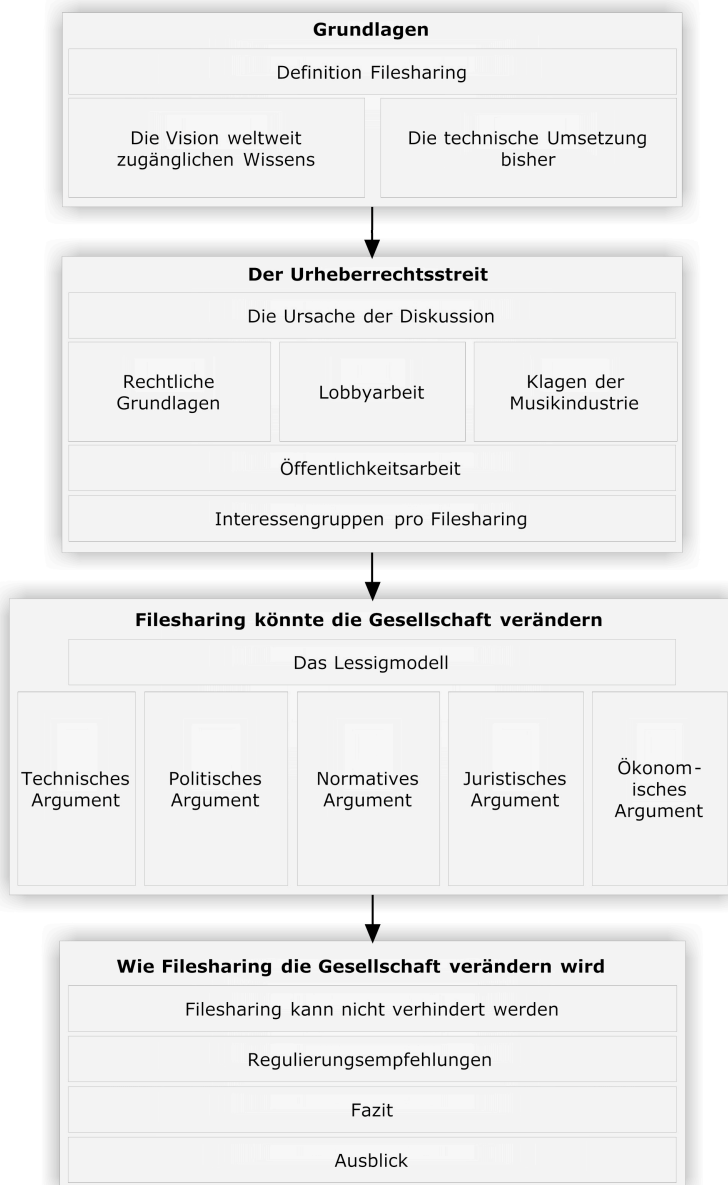 Grundlagen
Definition Filesharing
Die Vision weltweit
zugänglichen Wissens
Die technische Umsetzung
bisher
Der Urheberrechtsstreit
Die Ursache der Diskussion
Rechtliche
Grundlagen
Lobbyarbeit
Klagen der
Musikindustrie
Öffentlichkeitsarbeit
Interessengruppen pro Filesharing
Filesharing könnte die Gesellschaft verändern
Das Lessigmodell
Technisches
Argument
Politisches
Argument
Normatives
Argument
Juristisches
Argument
Ökonom-
isches
Argument
Wie Filesharing die Gesellschaft verändern wird
Filesharing kann nicht verhindert werden
Regulierungsempfehlungen
Fazit
Ausblick